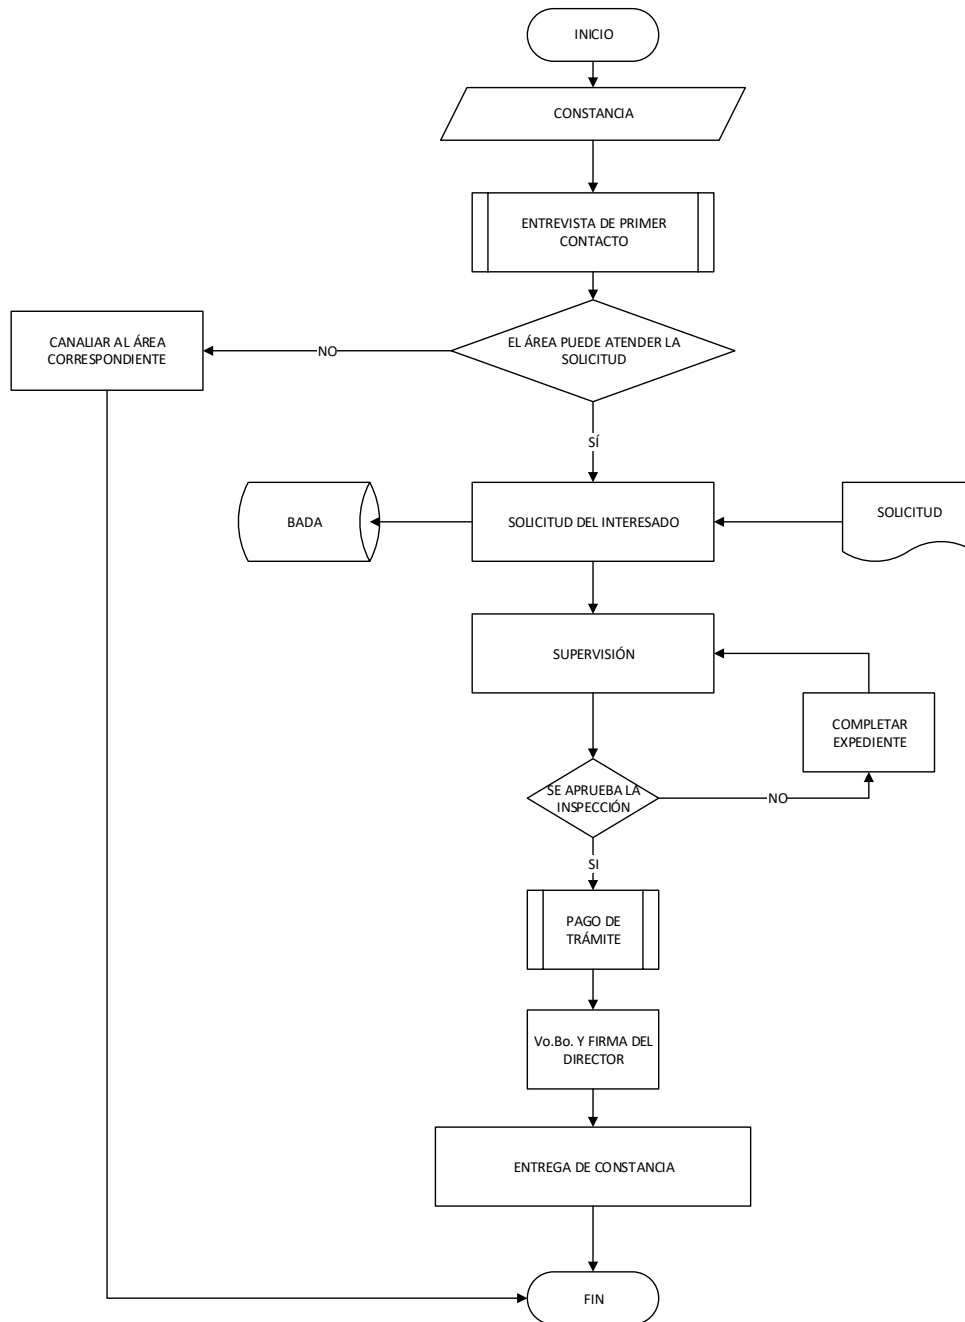 INICIO
CONSTANCIA
ENTREVISTA DE PRIMER
CONTACTO
EL ÁREA PUEDE ATENDER LA
SOLICITUD
NO
CANALIAR AL ÁREA
CORRESPONDIENTE
SÍ
BADA
SOLICITUD DEL INTERESADO
SOLICITUD
SUPERVISIÓN
COMPLETAR
EXPEDIENTE
SE APRUEBA LA
INSPECCIÓN
NO
SI
PAGO DE
TRÁMITE
Vo.Bo. Y FIRMA DEL
DIRECTOR
ENTREGA DE CONSTANCIA
FIN